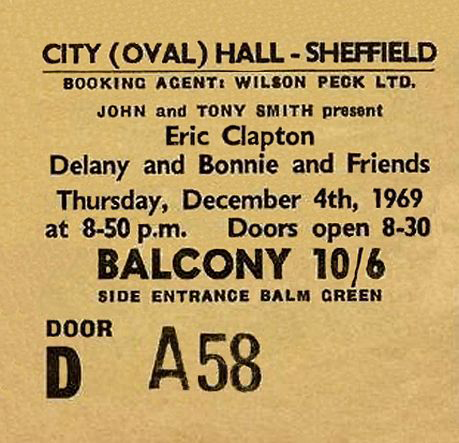 CITY (OVAL) HALL - SHEFFIELD
BOOKING AGENT: WILSON PECK LTD.
JOHN and TONY SMITH present
Eric Clapton
Delany and Bonnie and Friends
Thursday, December 4th, 1969
at 8-50 p.m. Doors open 8-30
BALCONY 10/6
SIDE ENTRANCE BALM GREEN
DOOR
D A58